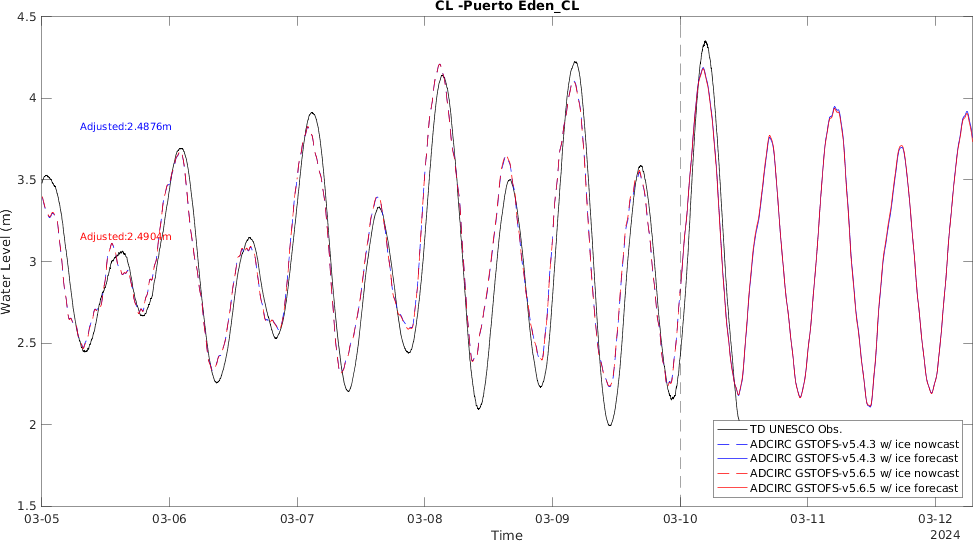 CL -Puerto Eden_CL
4.5
4
3.5
3
2.5
2
1.5
Water Level (m)
Adjusted:2.4876m
Adjusted:2.4904m
TD UNESCO Obs.
ADCIRC GSTOFS-v5.4.3 w/ ice nowcast
ADCIRC GSTOFS-v5.4.3 w/ ice forecast
ADCIRC GSTOFS-v5.6.5 w/ ice nowcast
ADCIRC GSTOFS-v5.6.5 w/ ice forecast
03-05 03-06 03-07 03-08 03-09 03-10 03-11 03-12
Time
2024